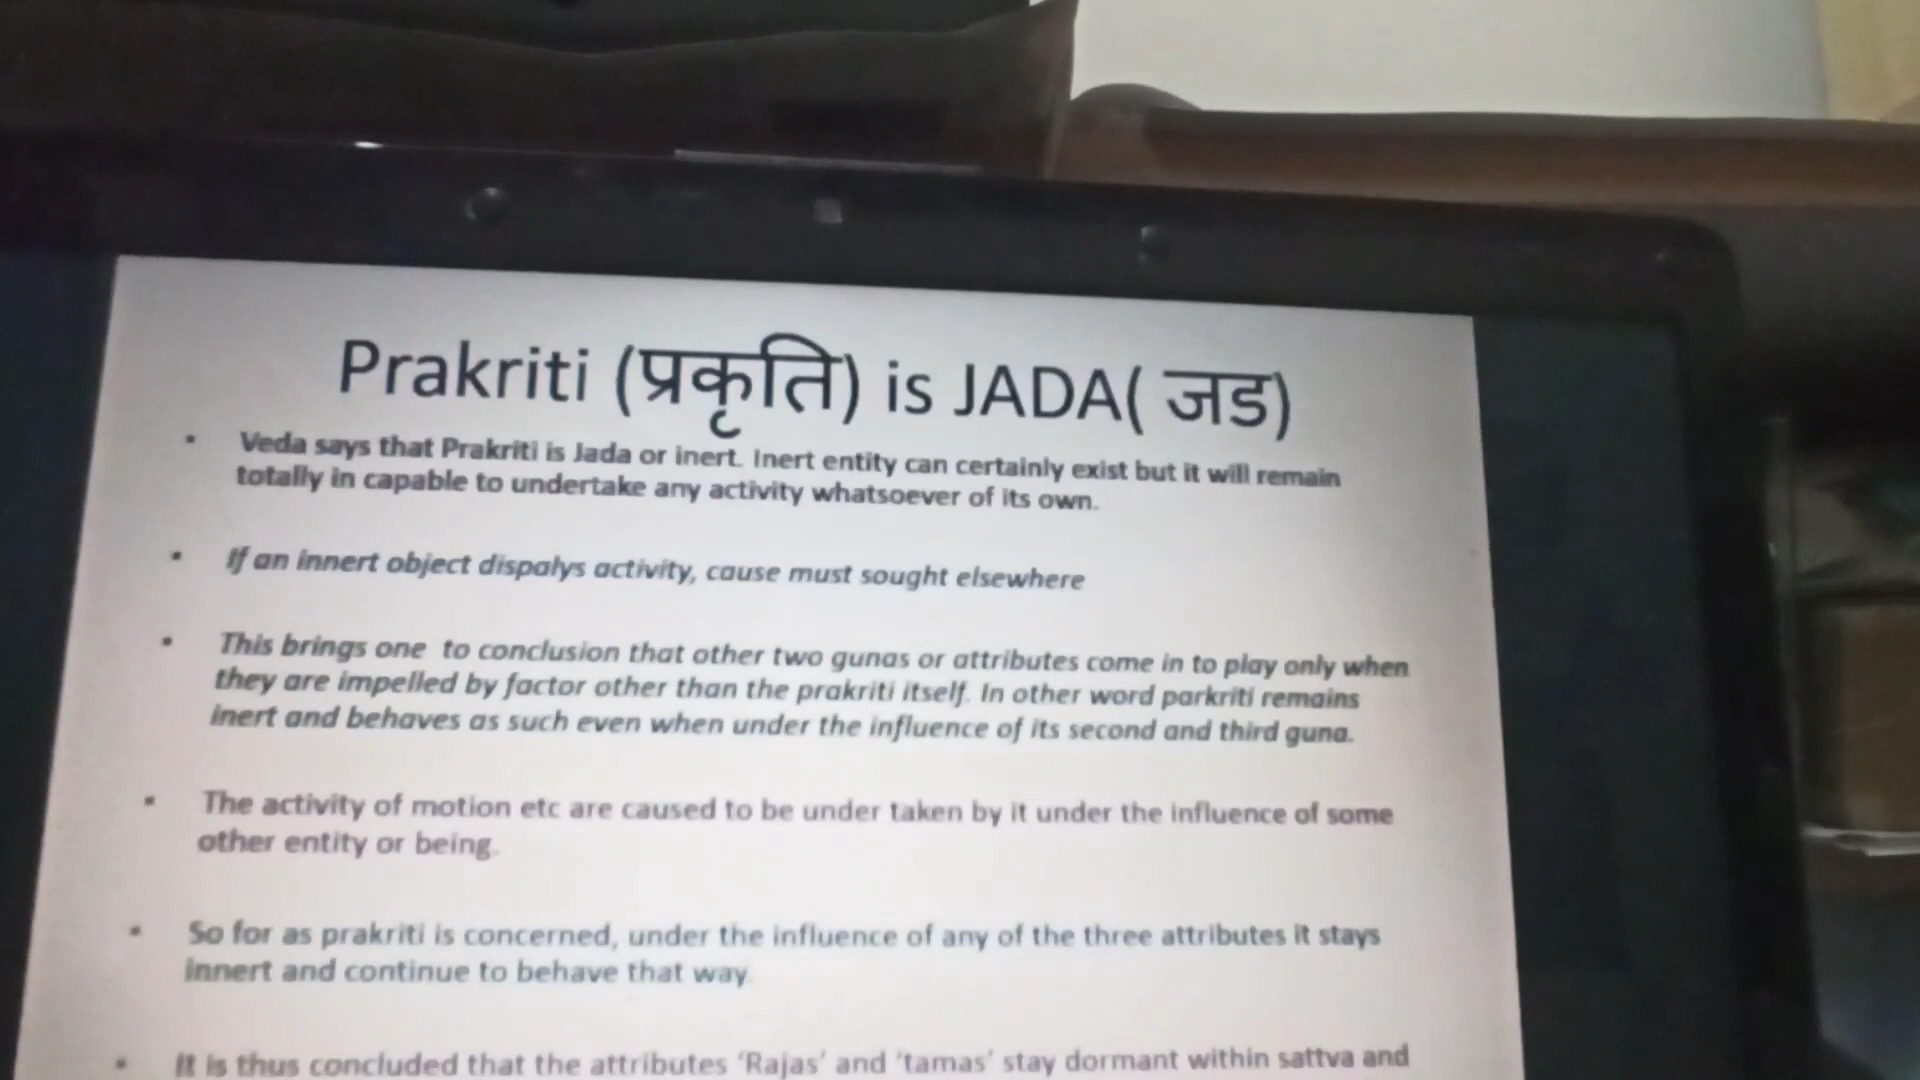 Prakriti (प्रकृति) is JADA( जड)
• Veda says that Prakriti is Jada or inert. Inert entity can certainly exist but it will remain
totally in capable to undertake any activity whatsoever of its own.
• If an innert object dispalys activity, cause must sought elsewhere
• This brings one to conclusion that other two gunas or attributes come in to play only when
they are impelled by factor other than the prakriti itself. In other word parkriti remains
inert and behaves as such even when under the influence of its second and third guna.
• The activity of motion etc are caused to be under taken by it under the influence of some
other entity or being.
• So for as prakriti is concerned, under the influence of any of the three attributes it stays
innert and continue to behave that way.
• It is thus concluded that the attributes ‘Rajas’ and ‘tamas’ stay dormant within sattva and